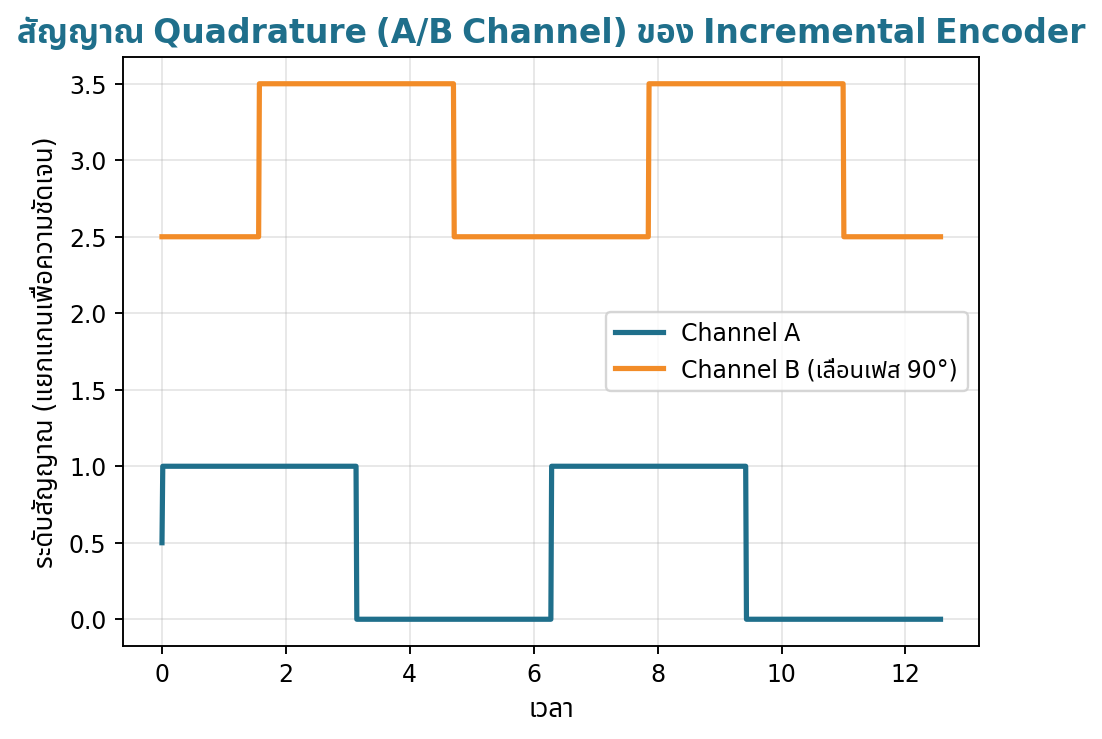 สัญญาณ Quadrature (A/B Channel) ของ Incremental Encoder
ระดับสัญญาณ (แยกแกนเพื่อความชัดเจน)
3.5
3.0
2.5
2.0
1.5
1.0
0.5
0.0
Channel A
Channel B (เลื่อนเฟส 90°)
0 2 4 6 8 10 12
เวลา